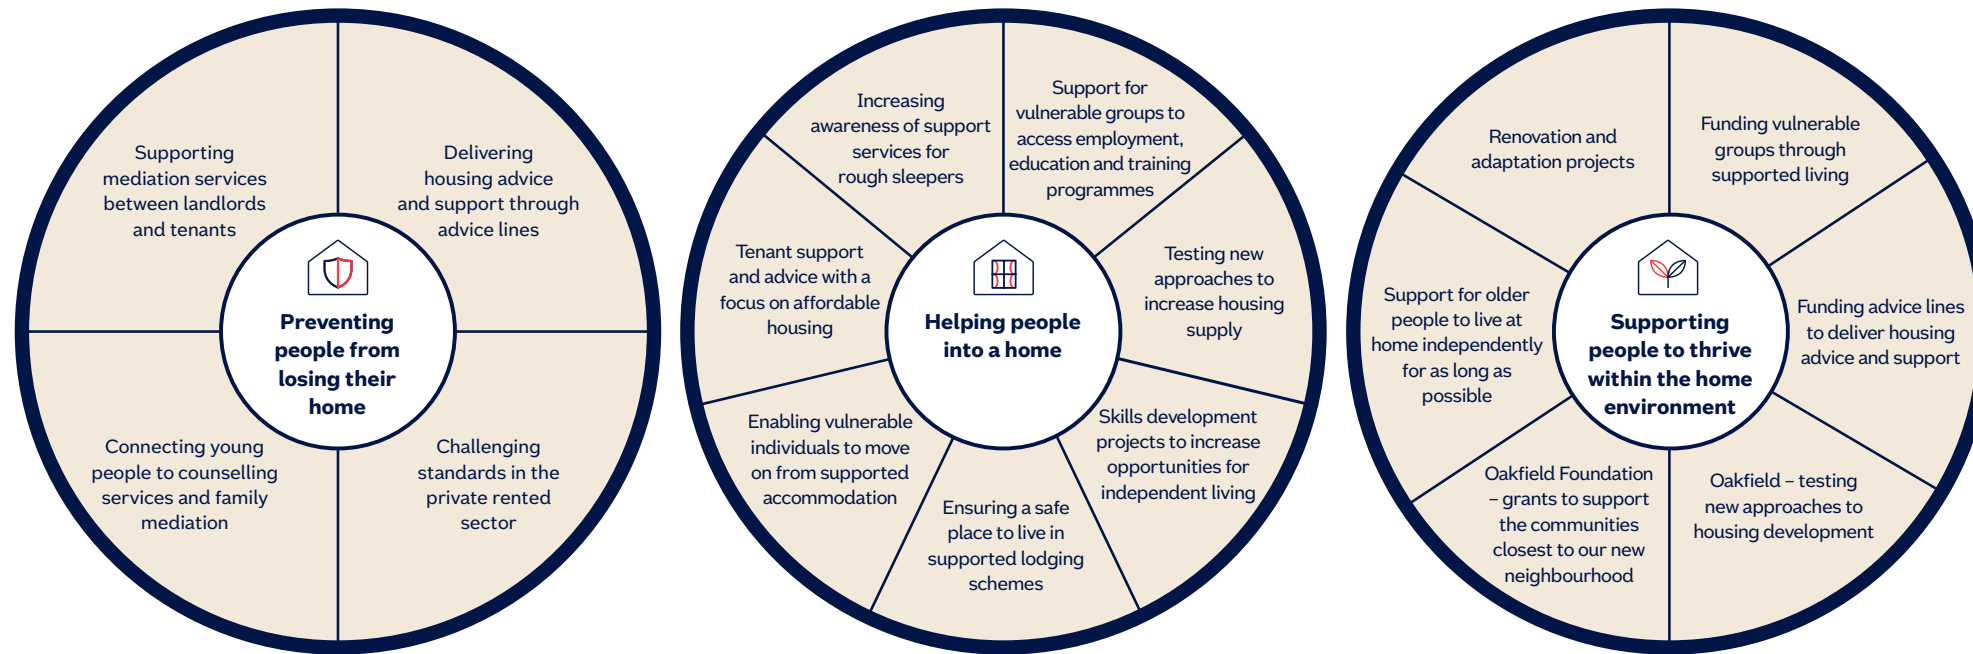 Supporting
mediation services
between landlords
and tenants
Delivering
housing advice
and support through
advice lines
Preventing
people from
losing their
home
Connecting young
people to counselling
services and family
mediation
Challenging
standards in the
private rented
sector
Increasing
awareness of support
services for
rough sleepers
Support for
vulnerable groups to
access employment,
education and training
programmes
Tenant support
and advice with a
focus on affordable
housing
Testing new
approaches to
increase housing
supply
Helping people
into a home
Enabling vulnerable
individuals to move
on from supported
accommodation
Skills development
projects to increase
opportunities for
independent living
Ensuring a safe
place to live in
supported lodging
schemes
Renovation and
adaptation projects
Funding vulnerable
groups through
supported living
Support for older
people to live at
home independently
for as long as
possible
Funding advice lines
to deliver housing
advice and support
Supporting
people to thrive
within the home
environment
Oakfield Foundation
– grants to support
the communities
closest to our new
neighbourhood
Oakfield – testing
new approaches to
housing development